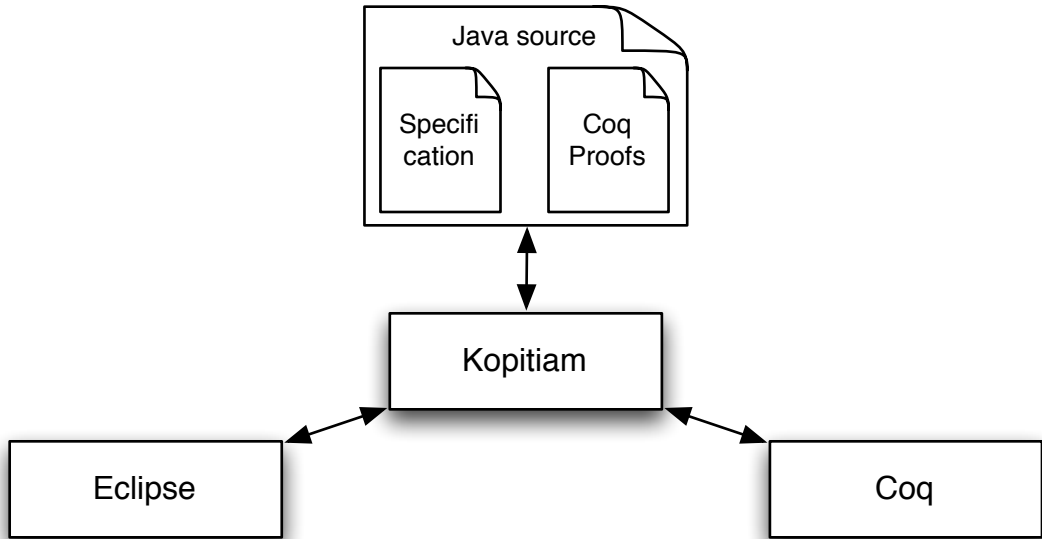 Java source
Specifi
cation
Coq
Proofs
Kopitiam
Eclipse
Coq